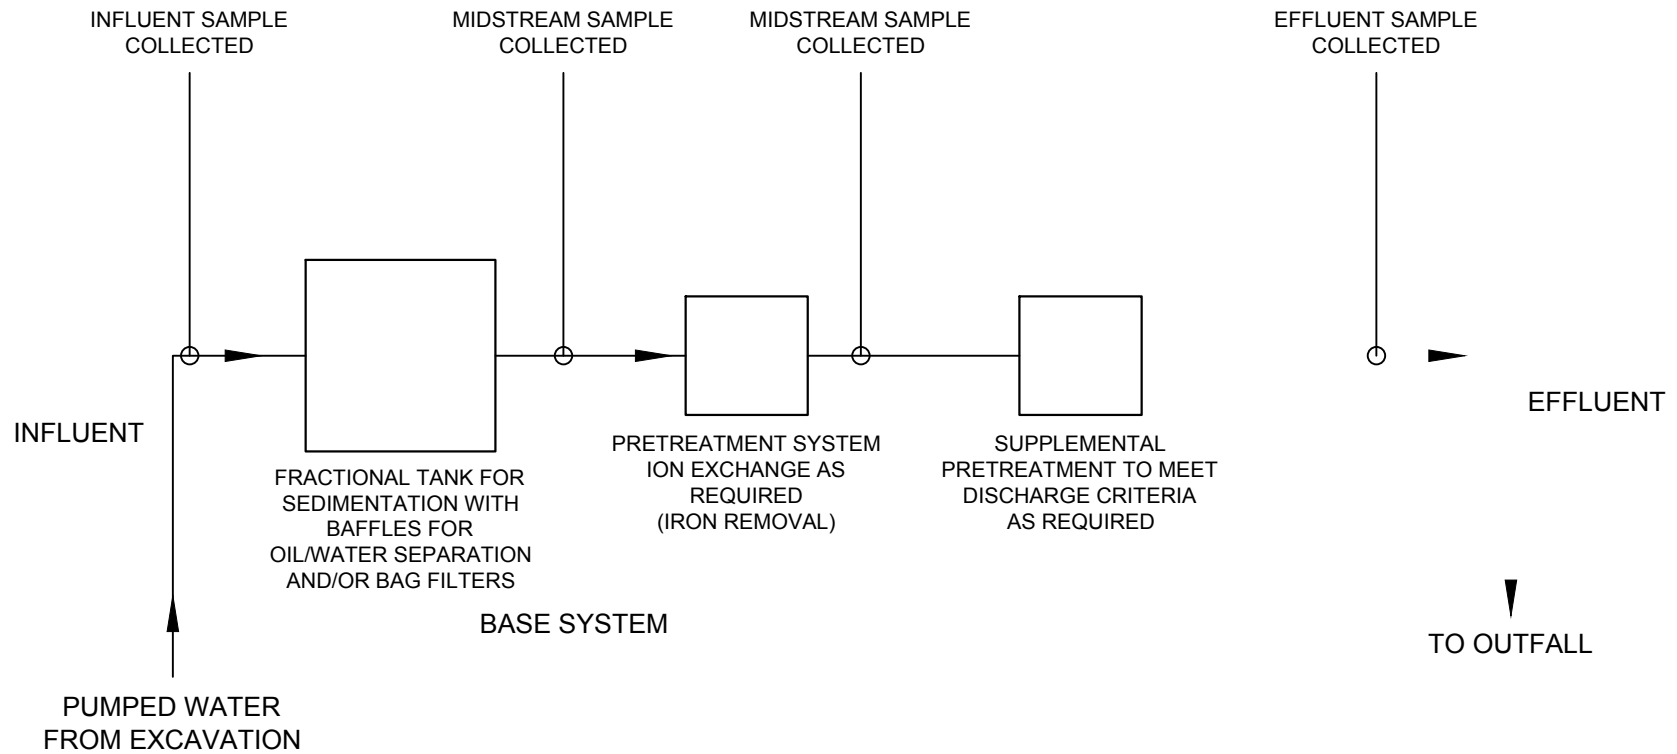 INFLUENT SAMPLE
COLLECTED
MIDSTREAM SAMPLE
COLLECTED
MIDSTREAM SAMPLE
COLLECTED
EFFLUENT SAMPLE
COLLECTED
INFLUENT
EFFLUENT
FRACTIONAL TANK FOR
SEDIMENTATION WITH
BAFFLES FOR
OIL/WATER SEPARATION
AND/OR BAG FILTERS
PRETREATMENT SYSTEM
ION EXCHANGE AS
REQUIRED
(IRON REMOVAL)
SUPPLEMENTAL
PRETREATMENT TO MEET
DISCHARGE CRITERIA
AS REQUIRED
BASE SYSTEM
TO OUTFALL
PUMPED WATER
FROM EXCAVATION